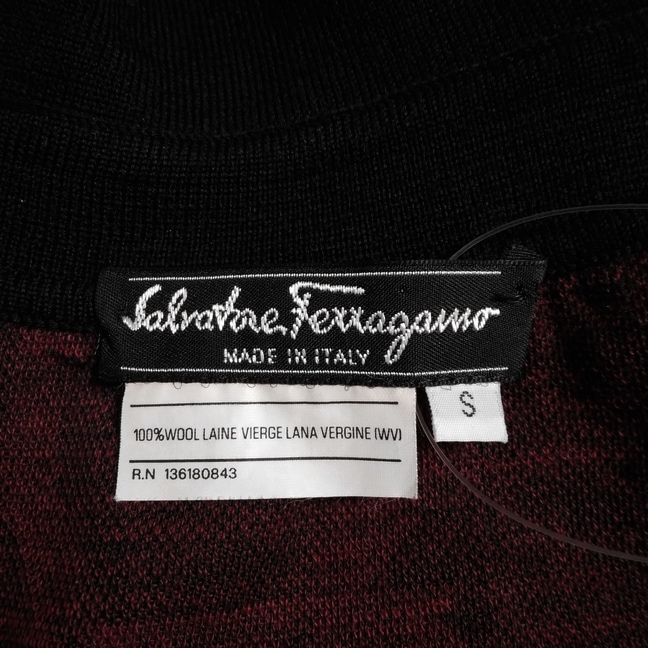 Salvatore Ferragamo
MADE IN ITALY
S
100%WOOL LAINE VIERGE LANA VERGINE (WV)
R.N 136180843